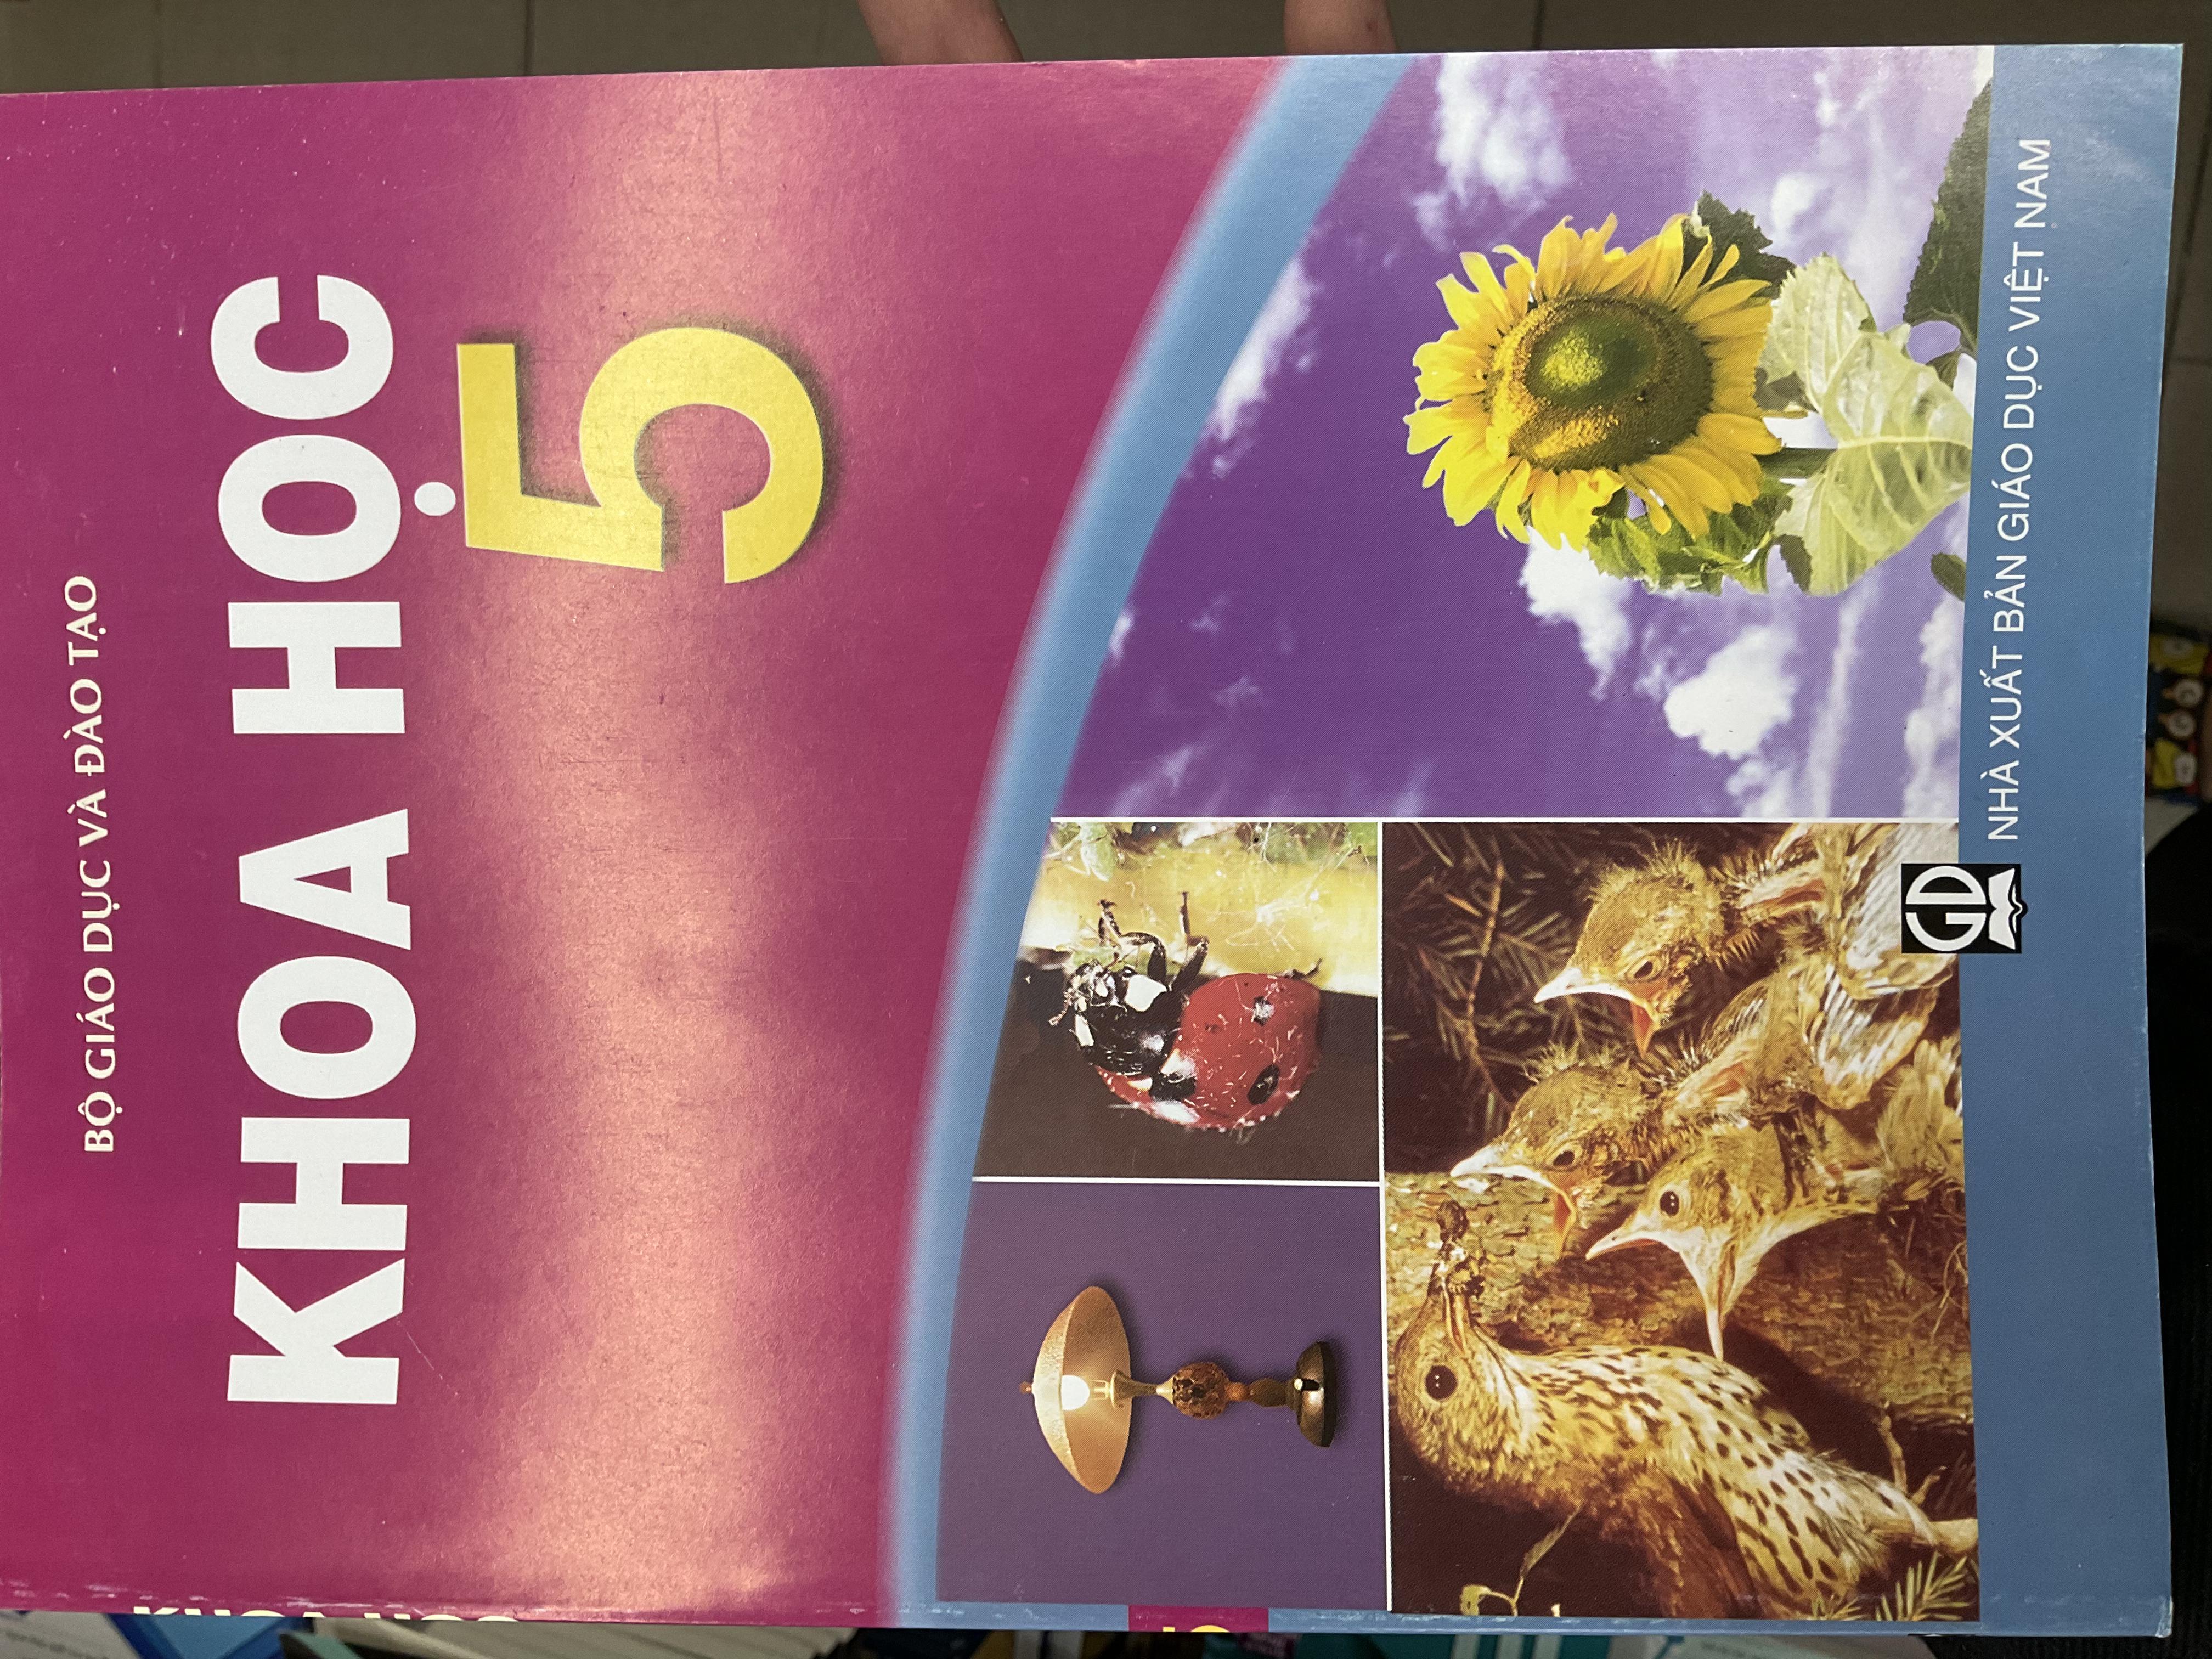 BỘ GIÁO DỤC VÀ ĐÀO TẠO
KHOA HỌC
5
GD
NHÀ XUẤT BẢN GIÁO DỤC VIỆT NAM